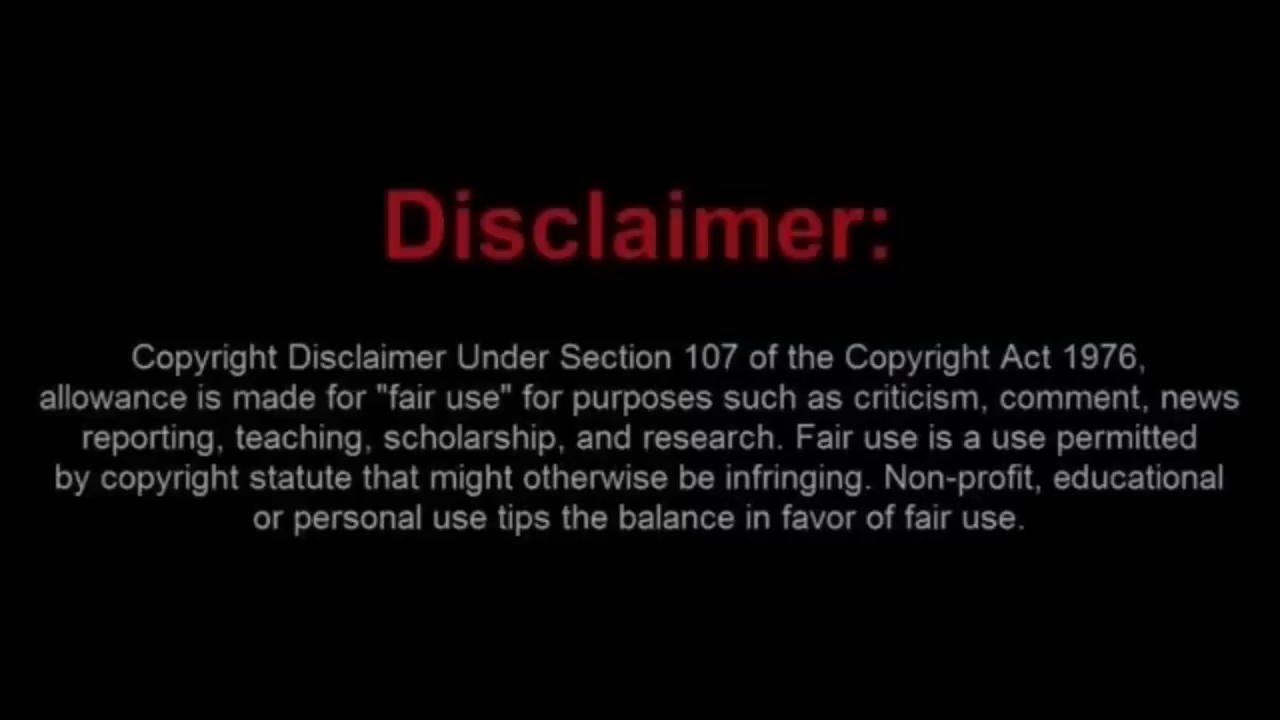 Disclaimer:
Copyright Disclaimer Under Section 107 of the Copyright Act 1976,
allowance is made for "fair use" for purposes such as criticism, comment, news
reporting, teaching, scholarship, and research. Fair use is a use permitted
by copyright statute that might otherwise be infringing. Non-profit, educational
or personal use tips the balance in favor of fair use.